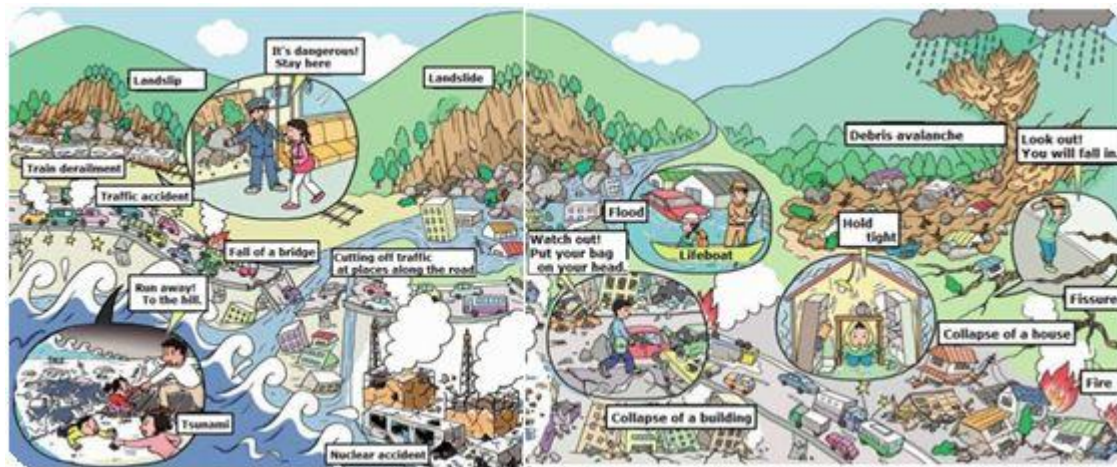 It's dangerous!
Stay here
Landslip
Landslide
Train derailment
Traffic accident
Fall of a bridge
Cutting off traffic
at places along the road
Run away!
To the hill.
Tsunami
Nuclear accident
Debris avalanche
Look out!
You will fall in.
Flood
Hold
tight
Watch out!
Put your bag
on your head.
Lifeboat
Fissure
Collapse of a house
Fire
Collapse of a building